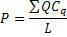 P = ∑QC_q / L